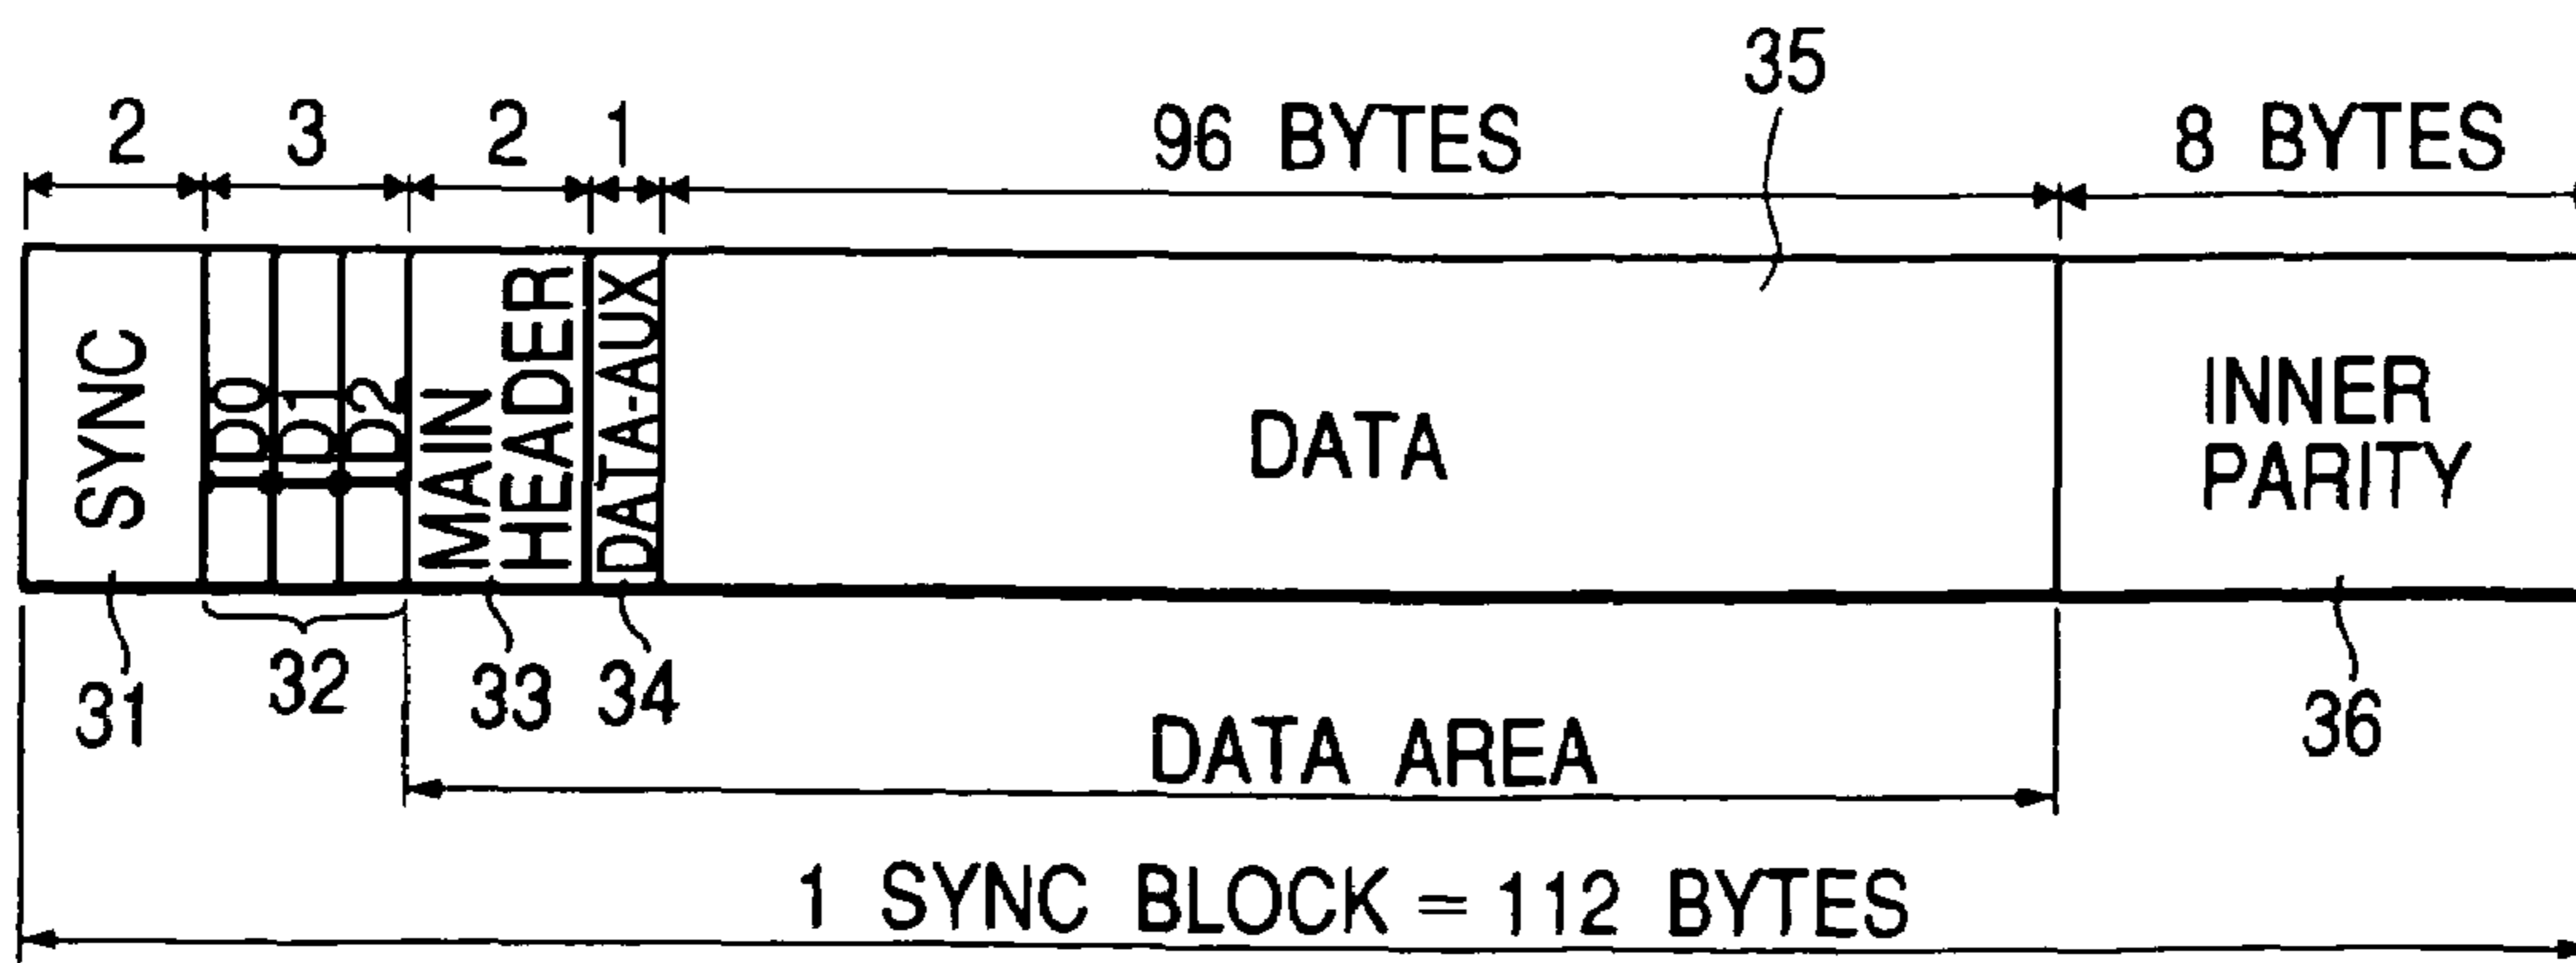 35
2 3 2 1 96 BYTES 8 BYTES
SYNC
ID0
ID1
ID2
MAIN
HEADER
DATA-AUX
DATA
INNER
PARITY
31 32 33 34 36
DATA AREA
1 SYNC BLOCK = 112 BYTES